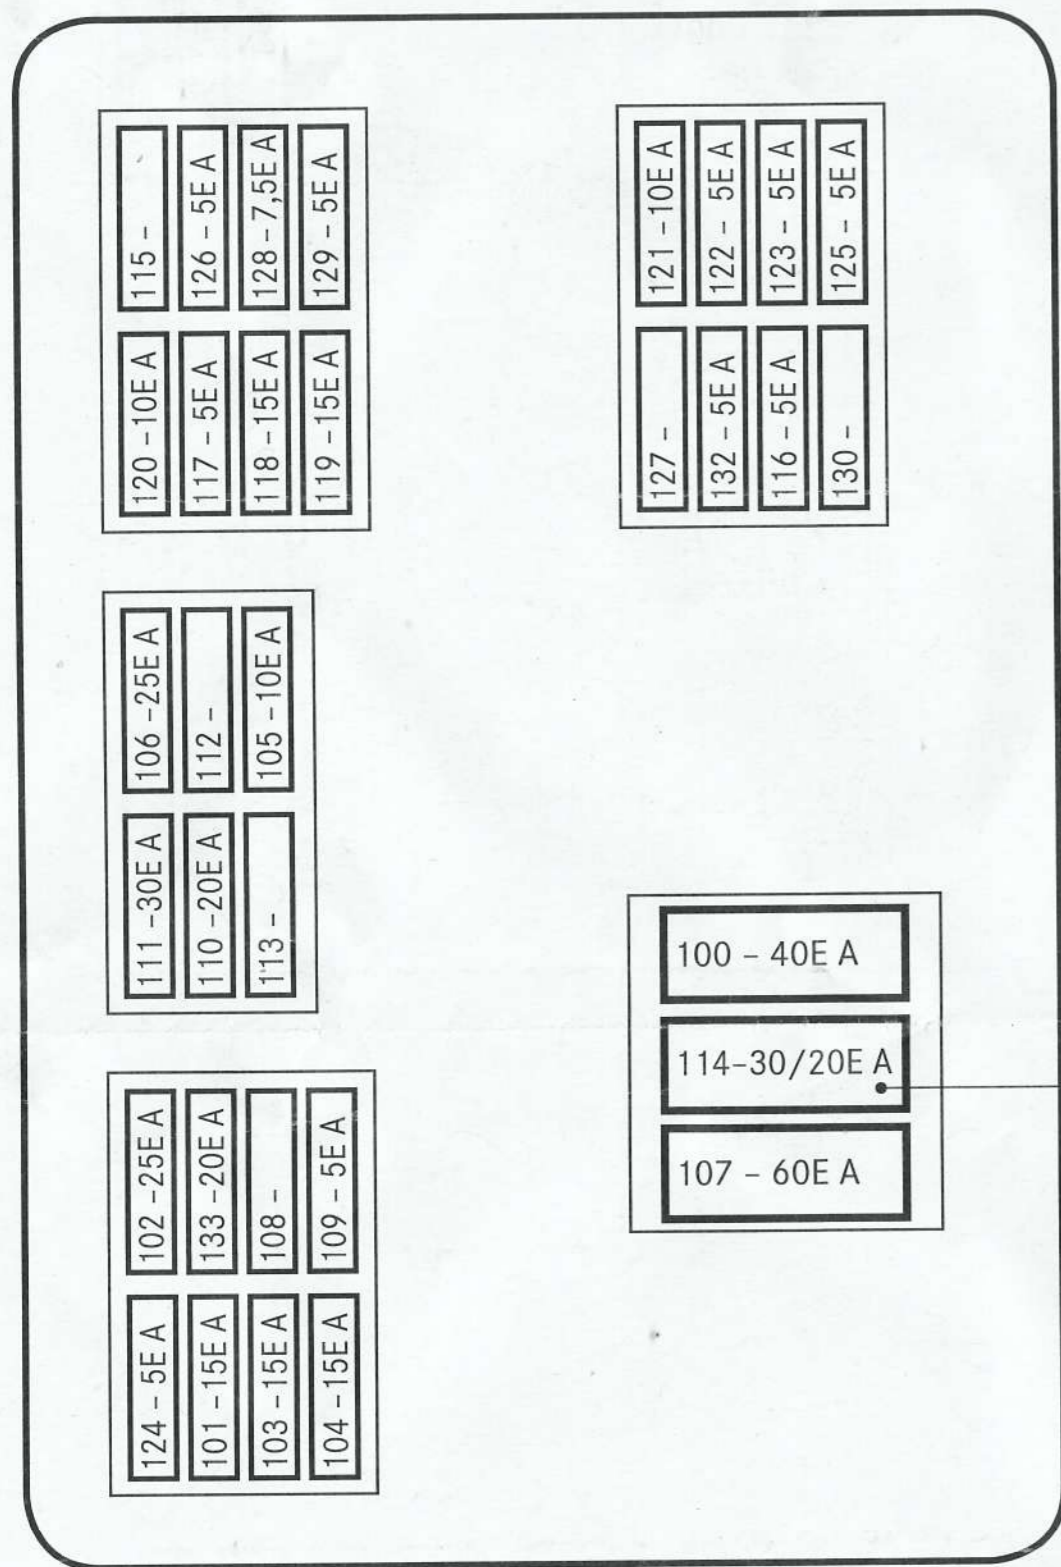 120 -10E A
115 -
117 - 5E A
126 - 5E A
118 -15E A
128 - 7,5E A
119 -15E A
129 - 5E A
127 -
121 -10E A
132 - 5E A
122 - 5E A
116 - 5E A
123 - 5E A
130 -
125 - 5E A
111 -30E A
106 -25E A
110 -20E A
112 -
113 -
105 -10E A
100 - 40E A
114-30/20E A
107 - 60E A
124 - 5E A
102 -25E A
101 -15E A
133 -20E A
103 -15E A
108 -
104 -15E A
109 - 5E A